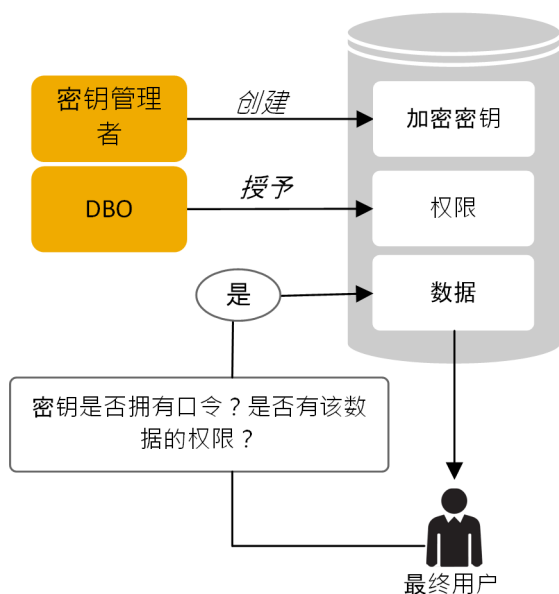 密钥管理
者
创建
加密密钥
DBO
授予
权限
是
数据
密钥是否拥有口令？是否有该数
据的权限？
最终用户